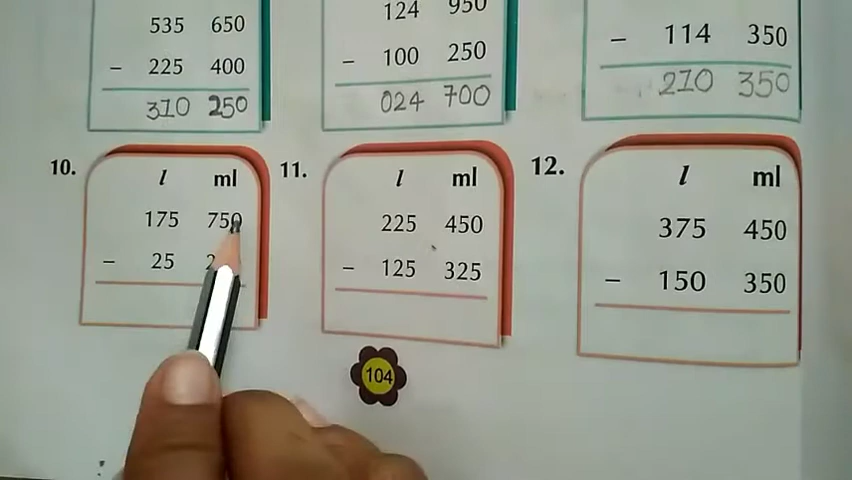 535 650
- 225 400
310 250
124 950
- 100 250
024 700
- 114 350
210 350
10.
l ml
175 750
- 25
11.
l ml
225 450
- 125 325
12.
l ml
375 450
- 150 350
104